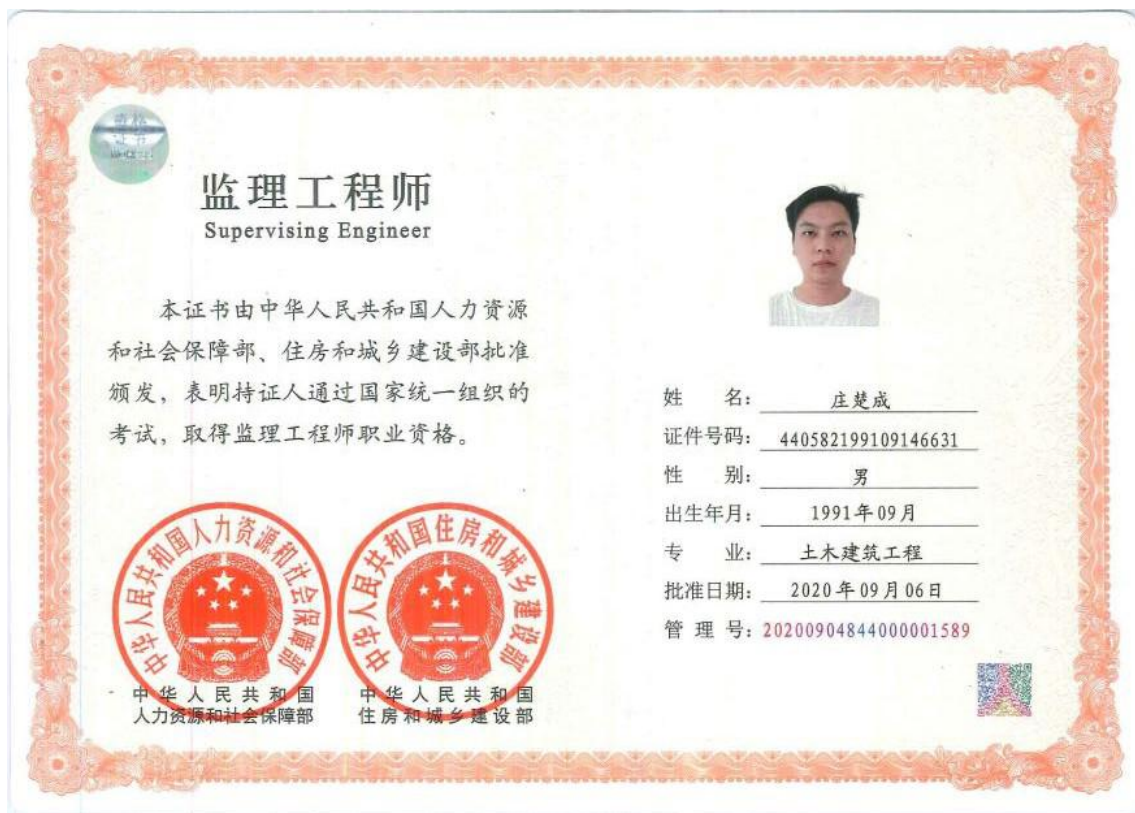 监理工程师
Supervising Engineer
本证书由中华人民共和国人力资源
和社会保障部、住房和城乡建设部批准
颁发，表明持证人通过国家统一组织的
考试，取得监理工程师职业资格。
中华人民共和国人力资源和社会保障部
中华人民共和国
人力资源和社会保障部
中华人民共和国住房和城乡建设部
中华人民共和国
住房和城乡建设部
姓 名：庄楚成
证件号码：440582199109146631
性 别：男
出生年月：1991年09月
专 业：土木建筑工程
批准日期：2020年09月06日
管 理 号：20200904844000001589